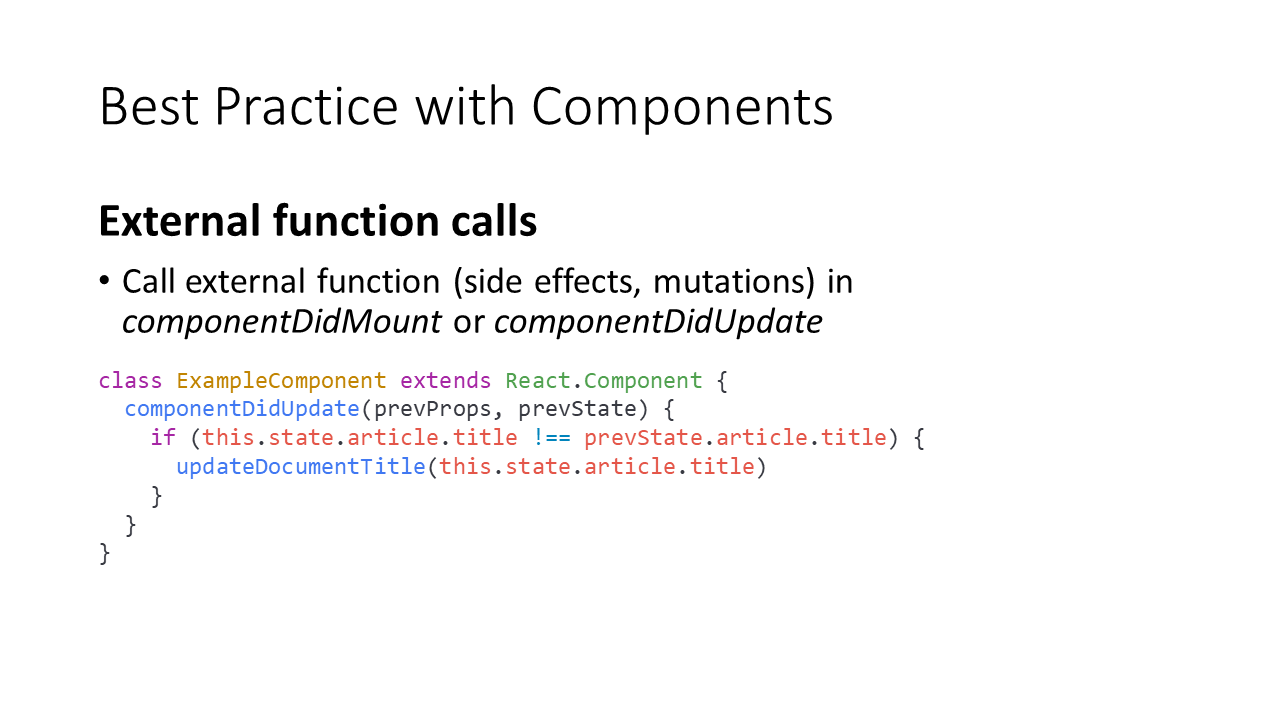 Best Practice with Components
External function calls
• Call external function (side effects, mutations) in
componentDidMount or componentDidUpdate
class ExampleComponent extends React.Component {
  componentDidUpdate(prevProps, prevState) {
    if (this.state.article.title !== prevState.article.title) {
      updateDocumentTitle(this.state.article.title)
    }
  }
}